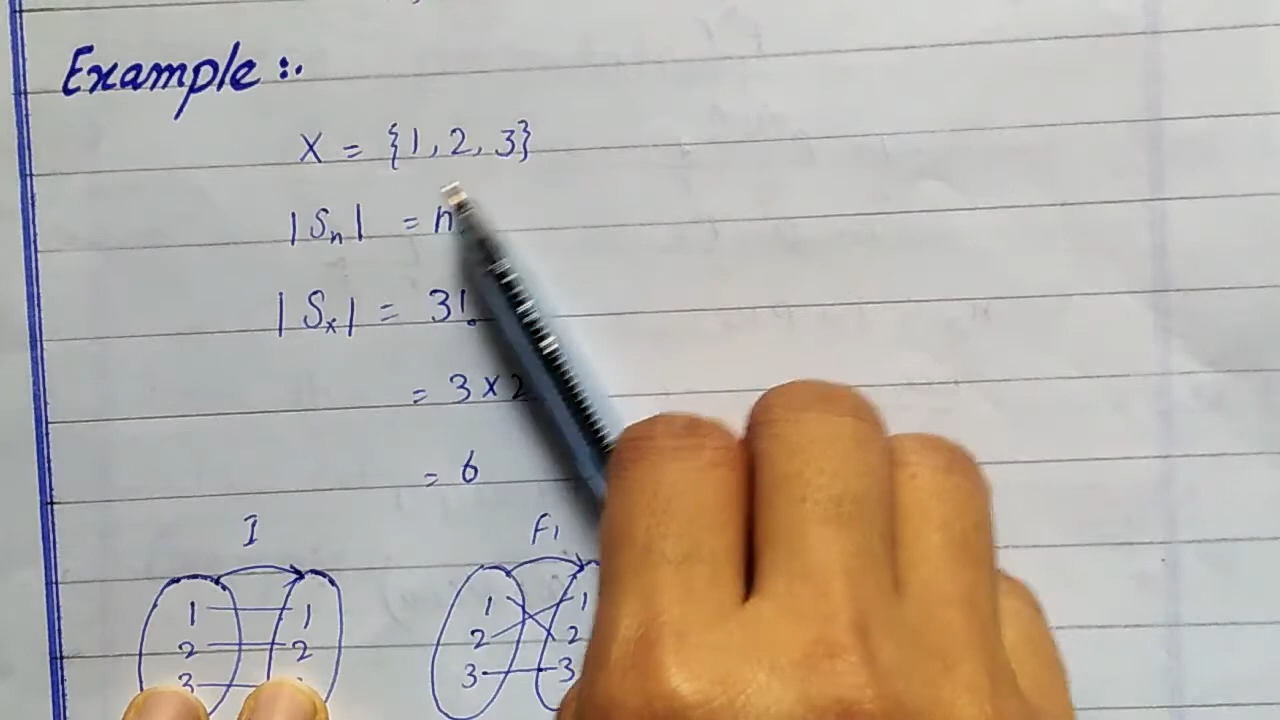 Example :.
X = {1, 2, 3}
|Sn| = n!
|Sx| = 3!
= 3 × 2
= 6
I F1
1 1 1 1
2 2 2 2
3 3 3